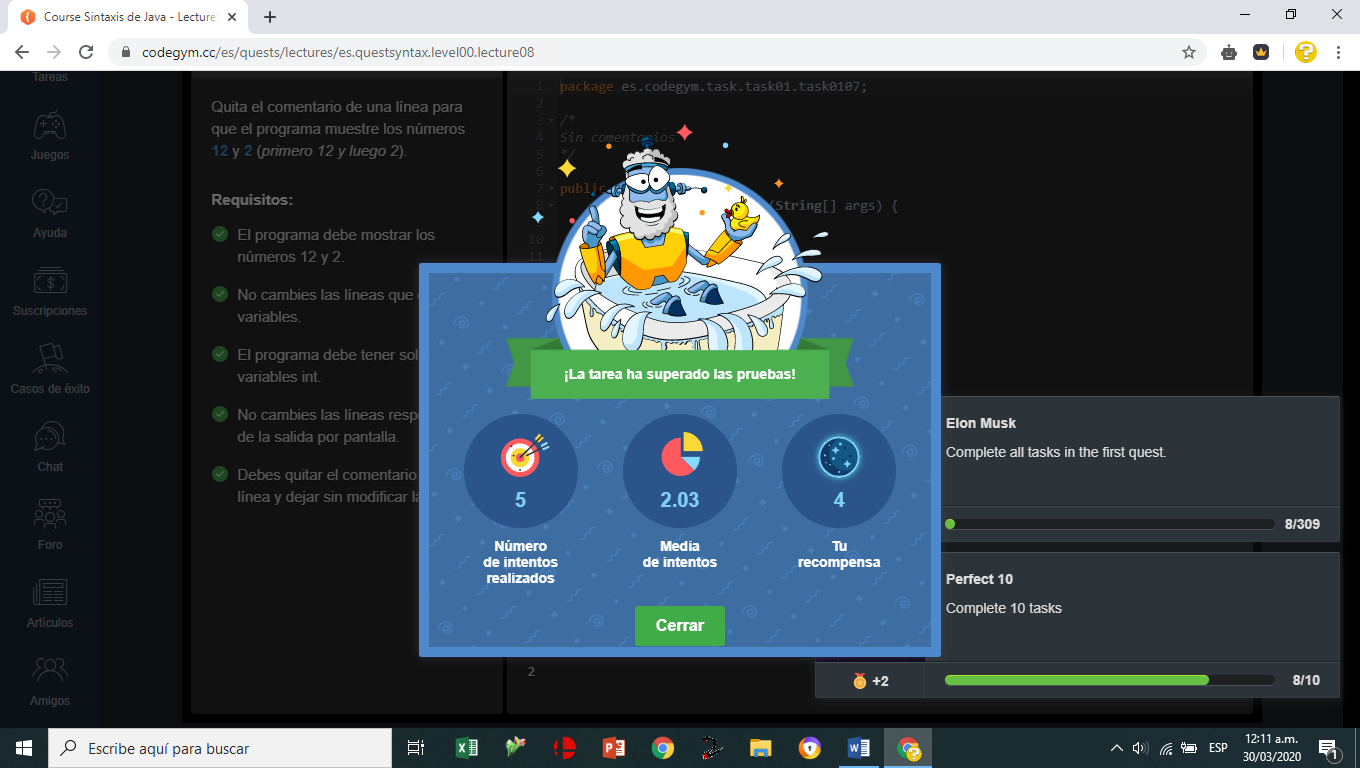 Course Sintaxis de Java - Lecture
codegym.cc/es/quests/lectures/es.questsyntax.level00.lecture08
Tareas
Juegos
Ayuda
Suscripciones
Casos de éxito
Chat
Foro
Artículos
Amigos
Quita el comentario de una línea para
que el programa muestre los números
12 y 2 (primero 12 y luego 2).
Requisitos:
El programa debe mostrar los
números 12 y 2.
No cambies las líneas que
variables.
El programa debe tener
variables int.
No cambies las líneas
de la salida por pantalla.
Debes quitar el comentario
línea y dejar sin modificar
1 package es.codegym.task.task01.task0107;
2
3 /*
4 Sin comentarios
5 */
6
7
8 (String[] args) {
10
11
2
¡La tarea ha superado las pruebas!
5
Número
de intentos
realizados
2.03
Media
de intentos
4
Tu
recompensa
Cerrar
Elon Musk
Complete all tasks in the first quest.
8/309
Perfect 10
Complete 10 tasks
+2
8/10
Escribe aquí para buscar
ESP
12:11 a.m.
30/03/2020
1